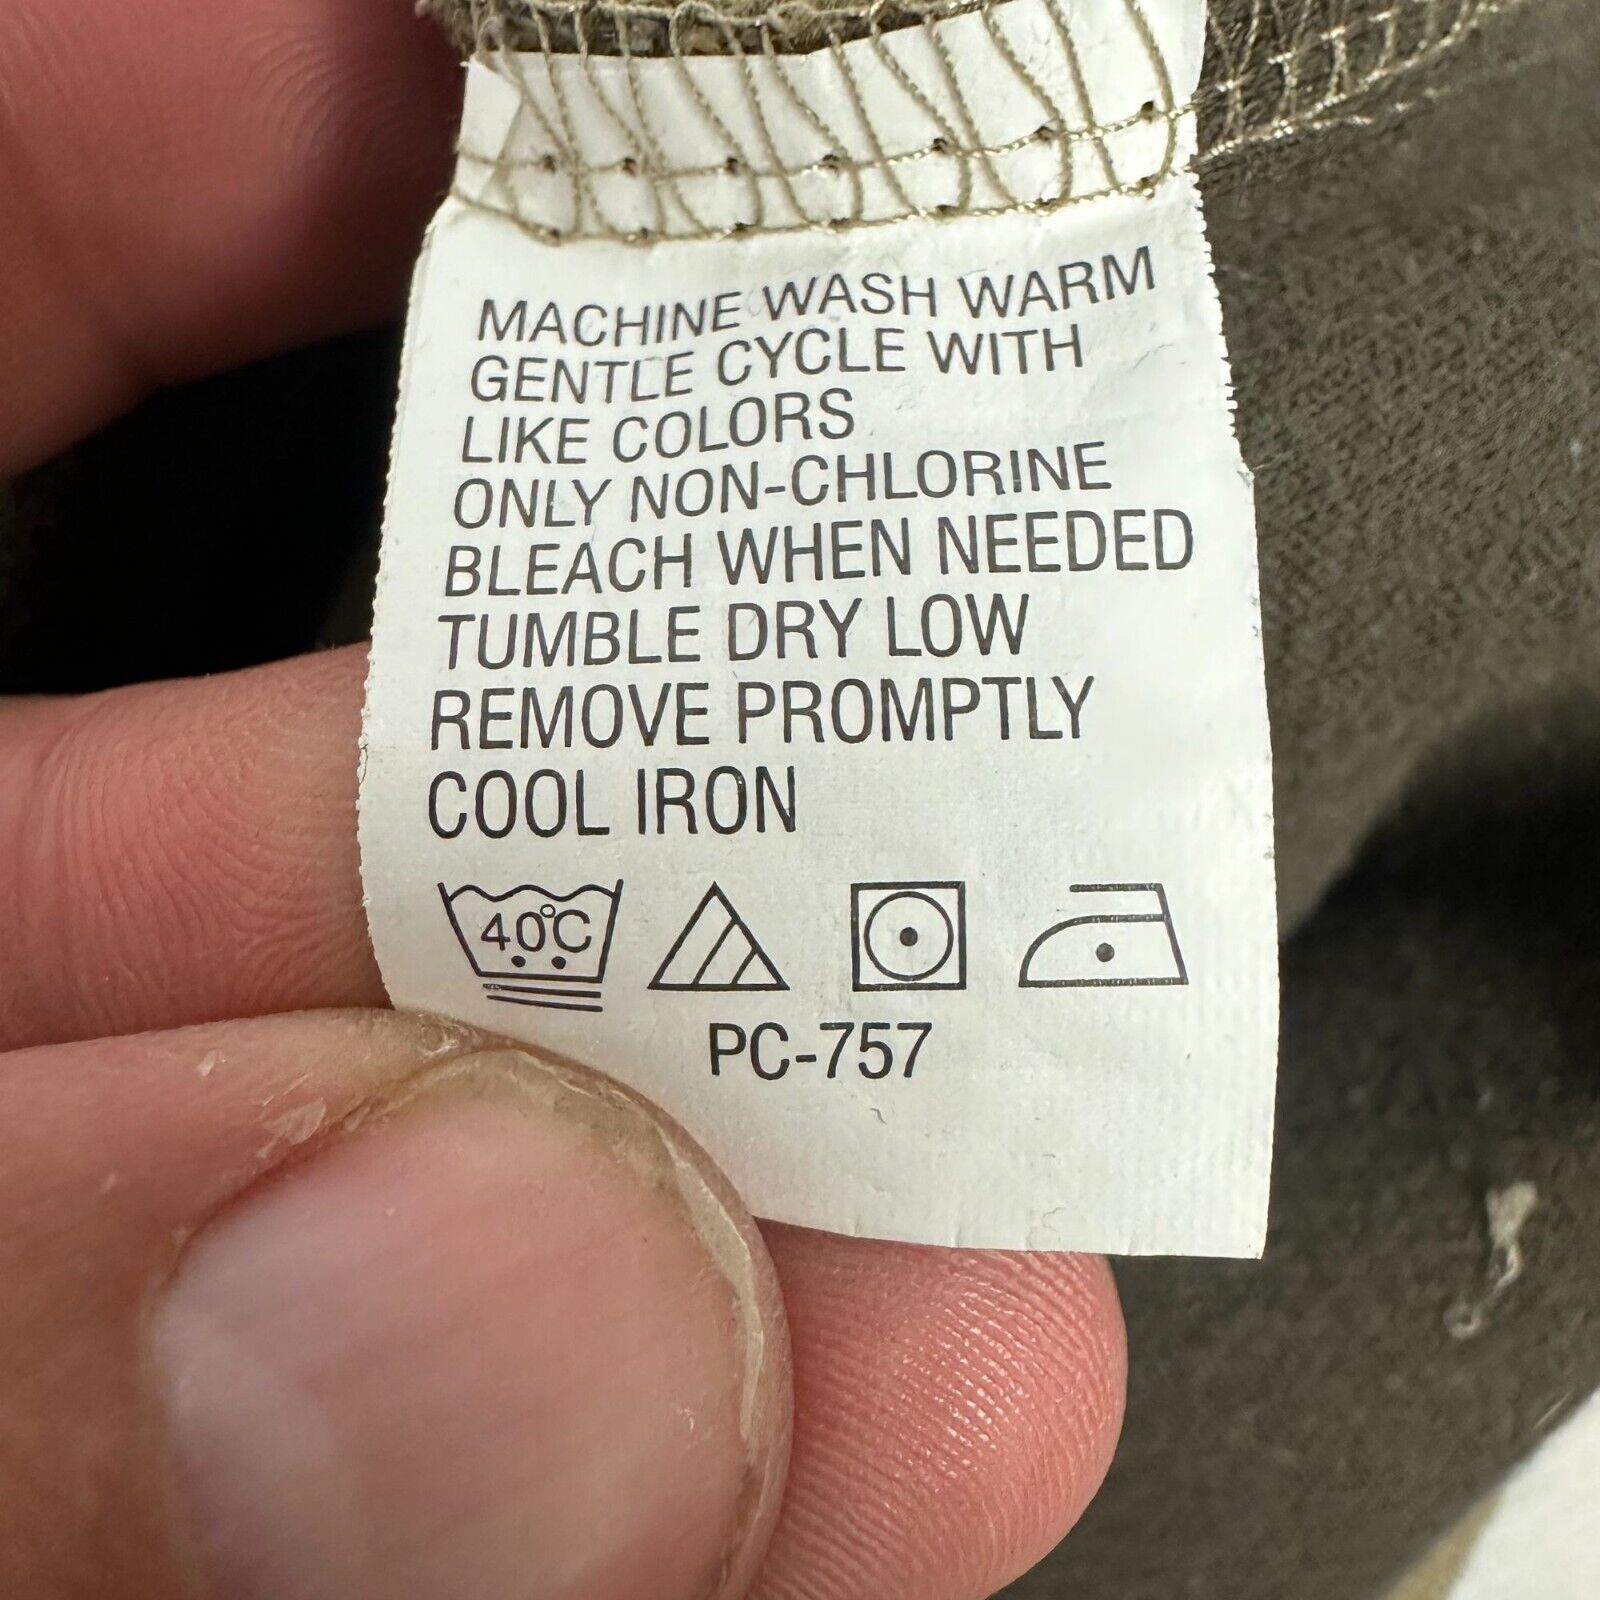 MACHINE WASH WARM
GENTLE CYCLE WITH
LIKE COLORS
ONLY NON-CHLORINE
BLEACH WHEN NEEDED
TUMBLE DRY LOW
REMOVE PROMPTLY
COOL IRON
40°C
PC-757